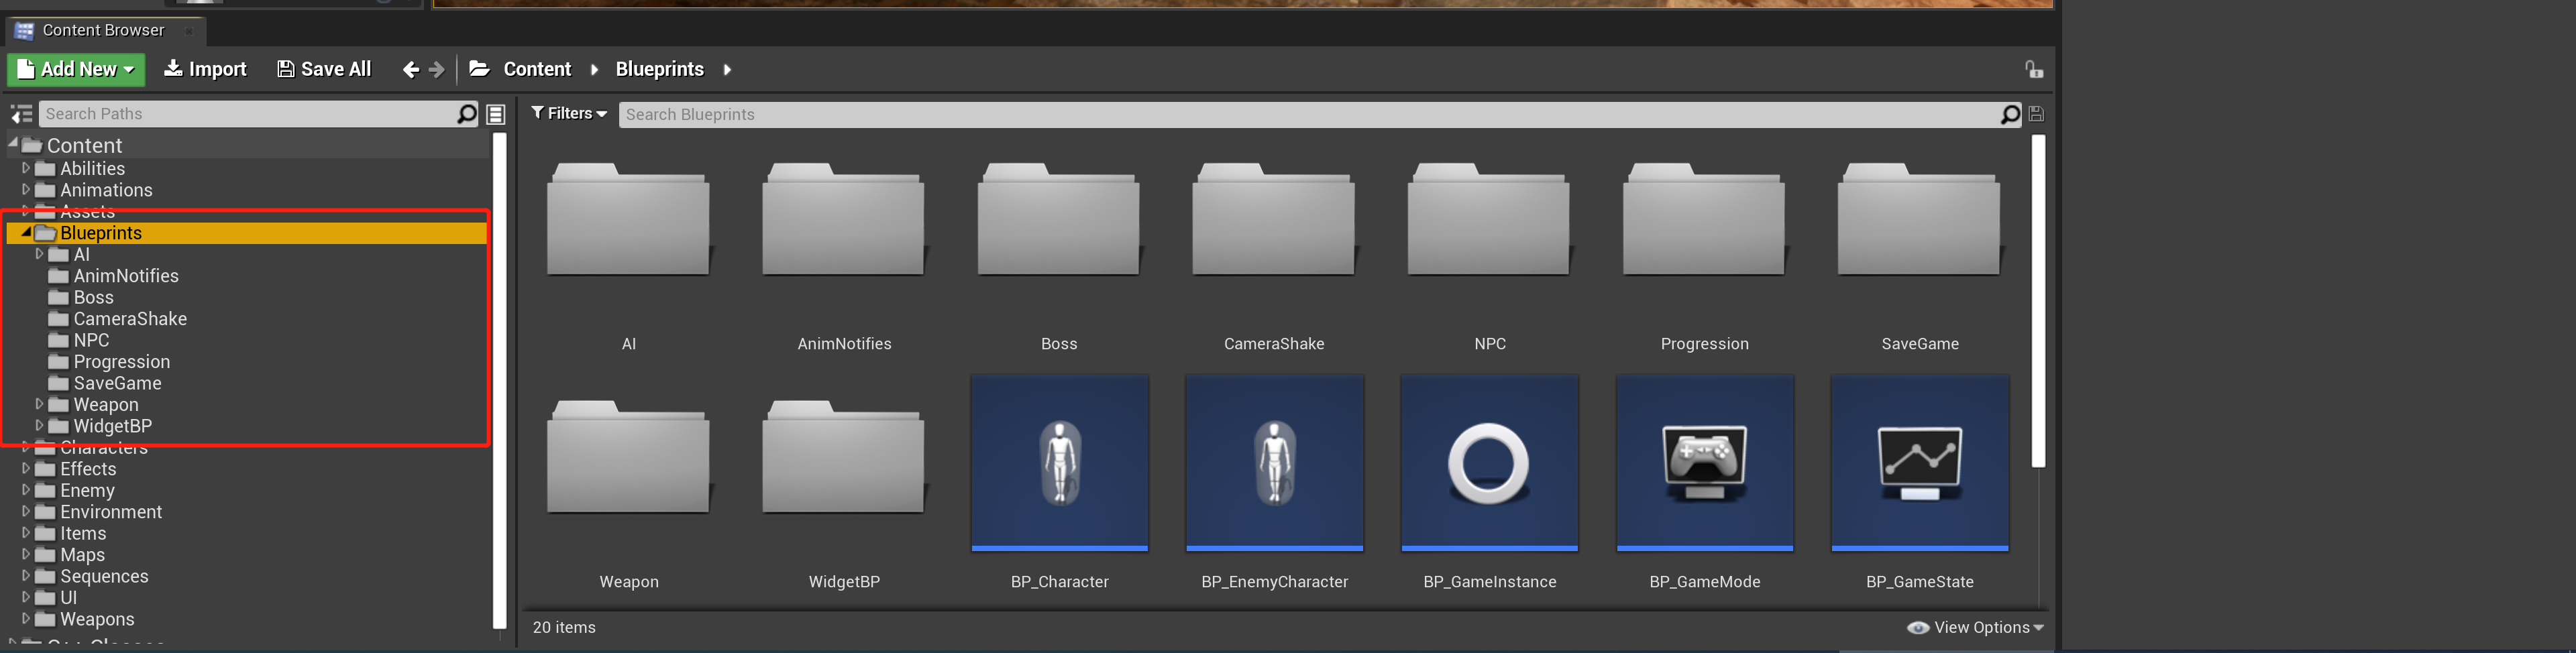 Content Browser
Add New
Import
Save All
Content
Blueprints
Search Paths
Filters
Search Blueprints
Content
Abilities
Animations
Assets
Blueprints
AI
AnimNotifies
Boss
CameraShake
NPC
Progression
SaveGame
Weapon
WidgetBP
Characters
Effects
Enemy
Environment
Items
Maps
Sequences
UI
Weapons
C++ Classes
AI
AnimNotifies
Boss
CameraShake
NPC
Progression
SaveGame
Weapon
WidgetBP
BP_Character
BP_EnemyCharacter
BP_GameInstance
BP_GameMode
BP_GameState
20 items
View Options